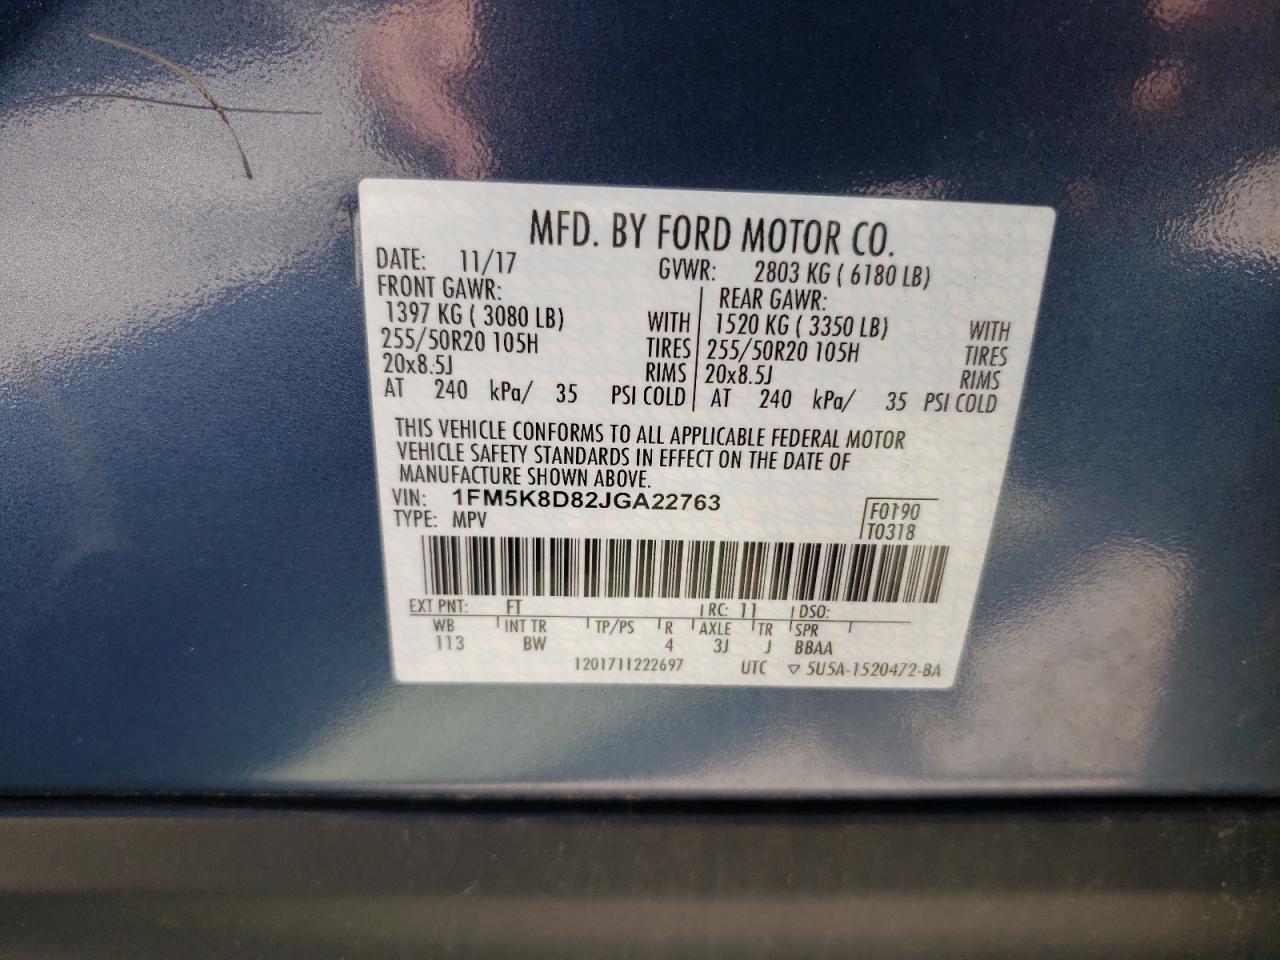 MFD. BY FORD MOTOR CO.
DATE: 11/17 GVWR: 2803 KG ( 6180 LB)
FRONT GAWR: REAR GAWR:
1397 KG ( 3080 LB) WITH 1520 KG ( 3350 LB) WITH
255/50R20 105H TIRES 255/50R20 105H TIRES
20x8.5J RIMS 20x8.5J RIMS
AT 240 kPa/ 35 PSI COLD AT 240 kPa/ 35 PSI COLD
THIS VEHICLE CONFORMS TO ALL APPLICABLE FEDERAL MOTOR
VEHICLE SAFETY STANDARDS IN EFFECT ON THE DATE OF
MANUFACTURE SHOWN ABOVE.
VIN: 1FM5K8D82JGA22763
TYPE: MPV
F0190
T0318
EXT PNT: FT RC: 11 DSO:
WB INT TR TP/PS R AXLE TR SPR
113 BW 4 3J J BBAA
1201711222697 UTC ▽ 5U5A-1520472-BA